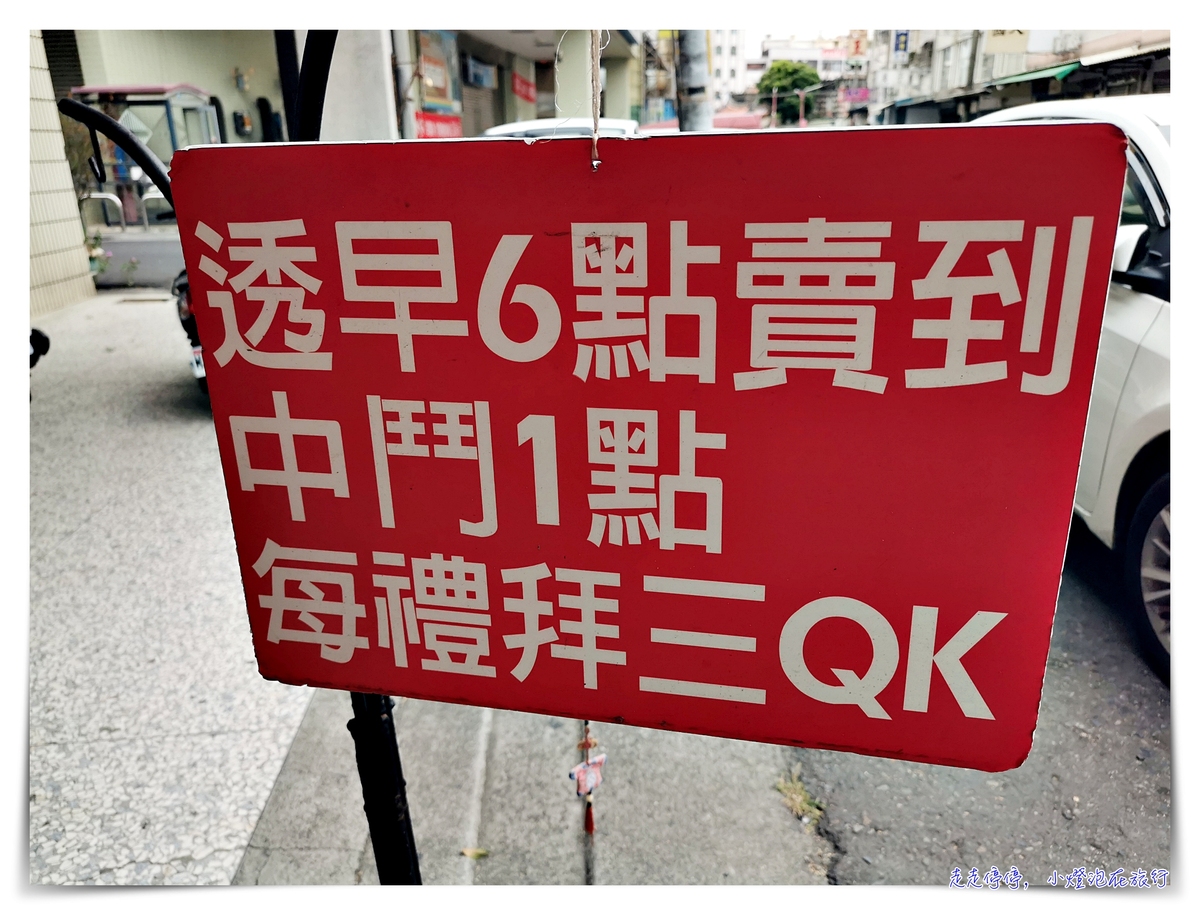 透早6點賣到
中鬥1點
每禮拜三QK
走走停停，小燈泡在旅行